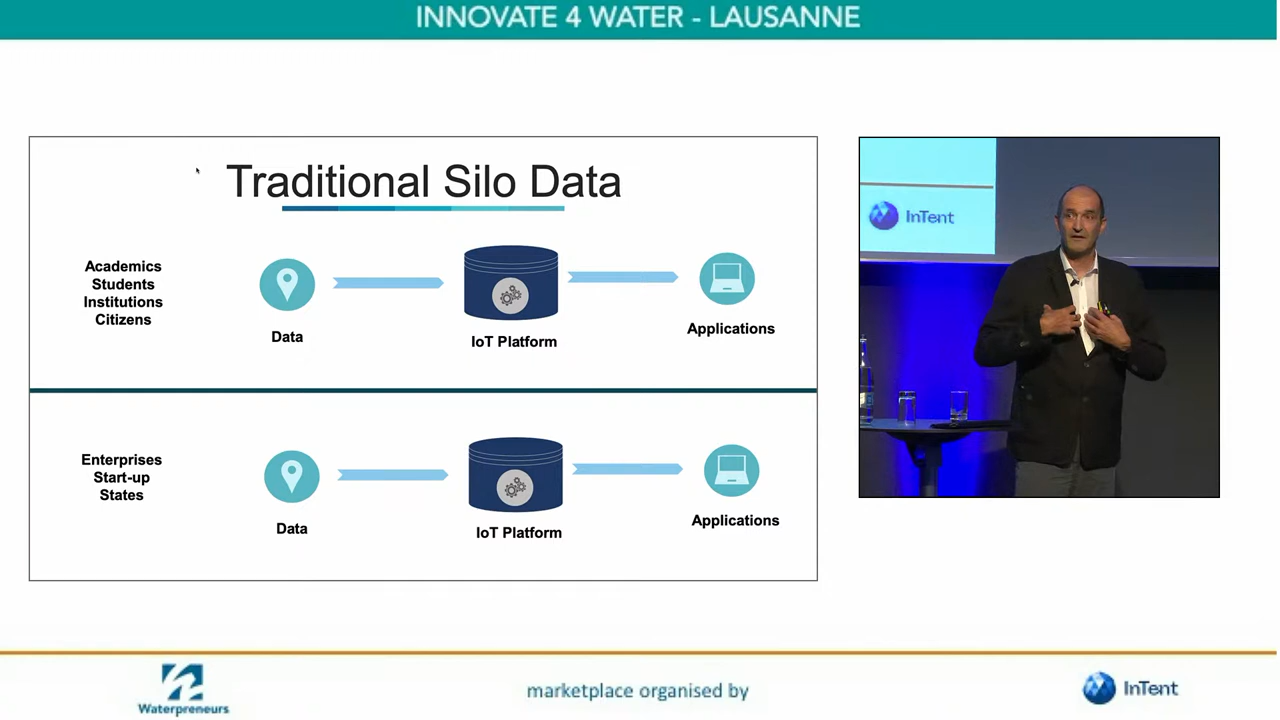 INNOVATE 4 WATER - LAUSANNE
Traditional Silo Data
Academics
Students
Institutions
Citizens
Data
IoT Platform
Applications
Enterprises
Start-up
States
Data
IoT Platform
Applications
InTent
Waterpreneurs
marketplace organised by
InTent